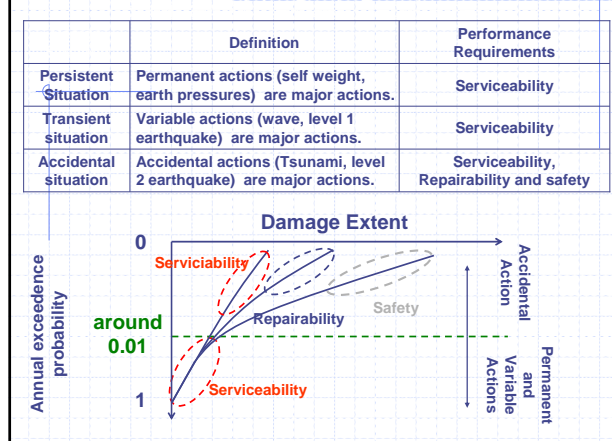 Definition
Performance
Requirements
Persistent
Situation
Permanent actions (self weight,
earth pressures) are major actions.
Serviceability
Transient
situation
Variable actions (wave, level 1
earthquake) are major actions.
Serviceability
Accidental
situation
Accidental actions (Tsunami, level
2 earthquake) are major actions.
Serviceability,
Repairability and safety
Damage Extent
0
Serviciability
Repairability
Safety
around
0.01
Serviceability
1
Annual exceedence
probability
Accidental
Action
Permanent
and
Variable
Actions